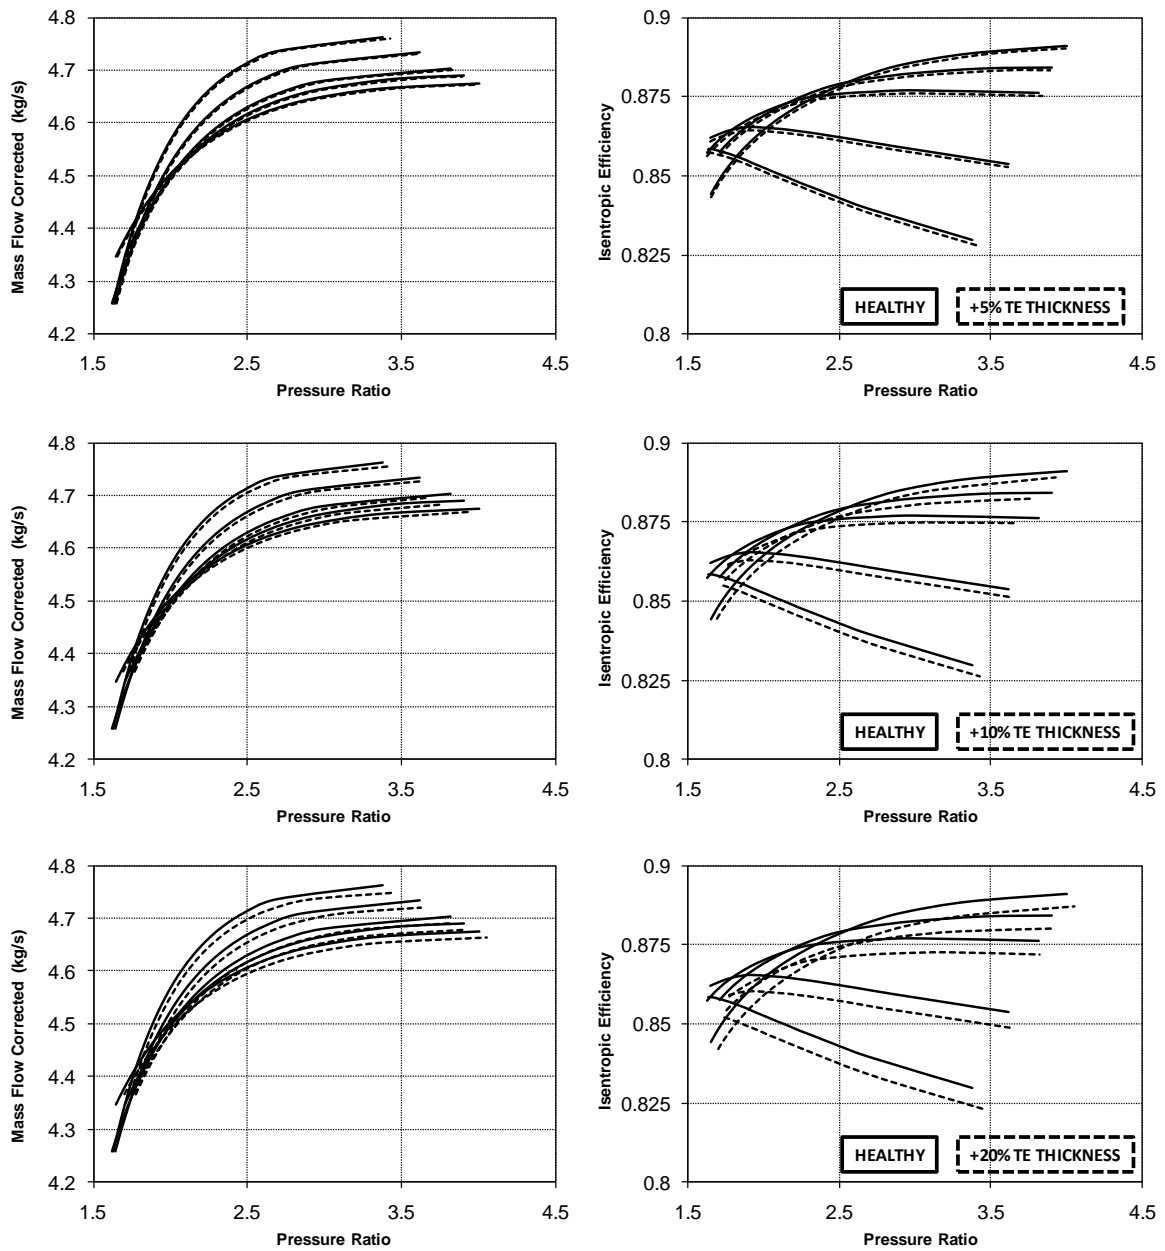 4.8
4.7
4.6
4.5
4.4
4.3
4.2
Mass Flow Corrected (kg/s)
1.5 2.5 3.5 4.5
Pressure Ratio
0.9
0.875
0.85
0.825
0.8
Isentropic Efficiency
HEALTHY +5% TE THICKNESS
1.5 2.5 3.5 4.5
Pressure Ratio
4.8
4.7
4.6
4.5
4.4
4.3
4.2
Mass Flow Corrected (kg/s)
1.5 2.5 3.5 4.5
Pressure Ratio
0.9
0.875
0.85
0.825
0.8
Isentropic Efficiency
HEALTHY +10% TE THICKNESS
1.5 2.5 3.5 4.5
Pressure Ratio
4.8
4.7
4.6
4.5
4.4
4.3
4.2
Mass Flow Corrected (kg/s)
1.5 2.5 3.5 4.5
Pressure Ratio
0.9
0.875
0.85
0.825
0.8
Isentropic Efficiency
HEALTHY +20% TE THICKNESS
1.5 2.5 3.5 4.5
Pressure Ratio